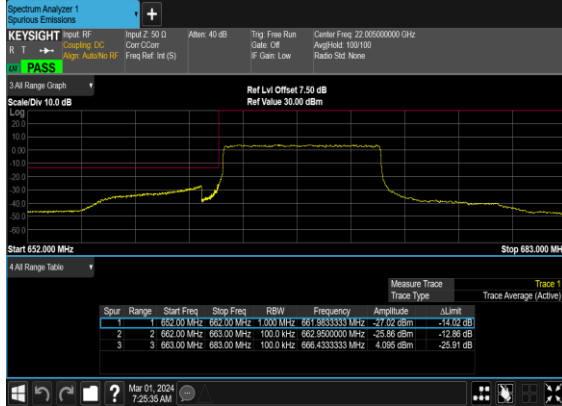 Spectrum Analyzer 1
Spurious Emissions
+
KEYSIGHT Input: RF Input Z: 50 Ω Atten: 40 dB Trig: Free Run Center Freq: 22.005000000 GHz
R T Coupling: DC Corr CCorr Gate: Off Avg|Hold: 100/100
Align: Auto/No RF Freq Ref: Int (S) IF Gain: Low Radio Std: None
PASS
3 All Range Graph
Ref Lvl Offset 7.50 dB
Scale/Div 10.0 dB Ref Value 30.00 dBm
Log
20.0
10.0
0.00
-10.0
-20.0
-30.0
-40.0
-50.0
-60.0
Start 652.000 MHz Stop 683.000 MHz
4 All Range Table
Measure Trace Trace 1
Trace Type Trace Average (Active)
Spur Range Start Freq Stop Freq RBW Frequency Amplitude ΔLimit
1 1 652.00 MHz 662.00 MHz 1.000 MHz 661.9833333 MHz -27.02 dBm -14.02 dB
2 2 662.00 MHz 663.00 MHz 100.0 kHz 662.9500000 MHz -25.86 dBm -12.86 dB
3 3 663.00 MHz 683.00 MHz 100.0 kHz 666.4333333 MHz 4.095 dBm -25.91 dB
?
Mar 01, 2024
7:25:35 AM